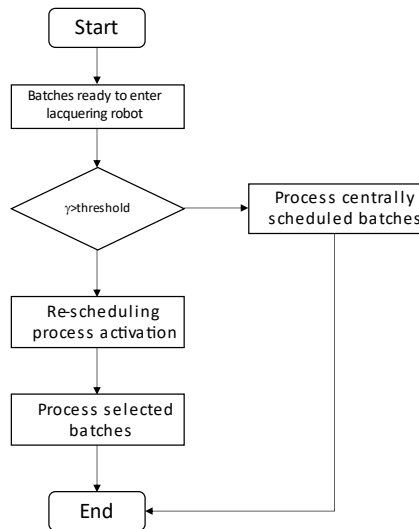 Start
Batches ready to enter
lacquering robot
γ>threshold
Process centrally
scheduled batches
Re-scheduling
process activation
Process selected
batches
End